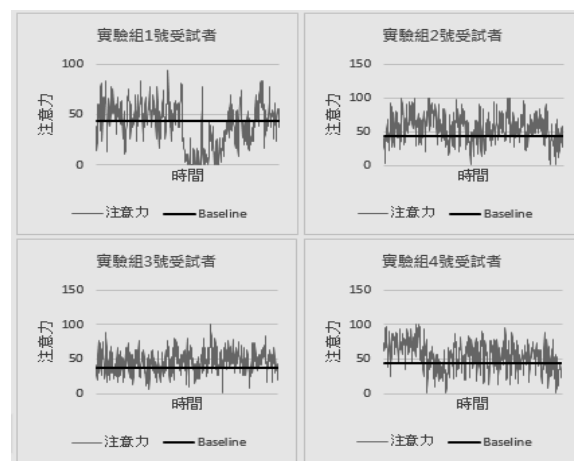 實驗組1號受試者
100
50
0
注意力
時間
注意力 Baseline
實驗組2號受試者
150
100
50
0
注意力
時間
注意力 Baseline
實驗組3號受試者
150
100
50
0
注意力
時間
注意力 Baseline
實驗組4號受試者
150
100
50
0
注意力
時間
注意力 Baseline